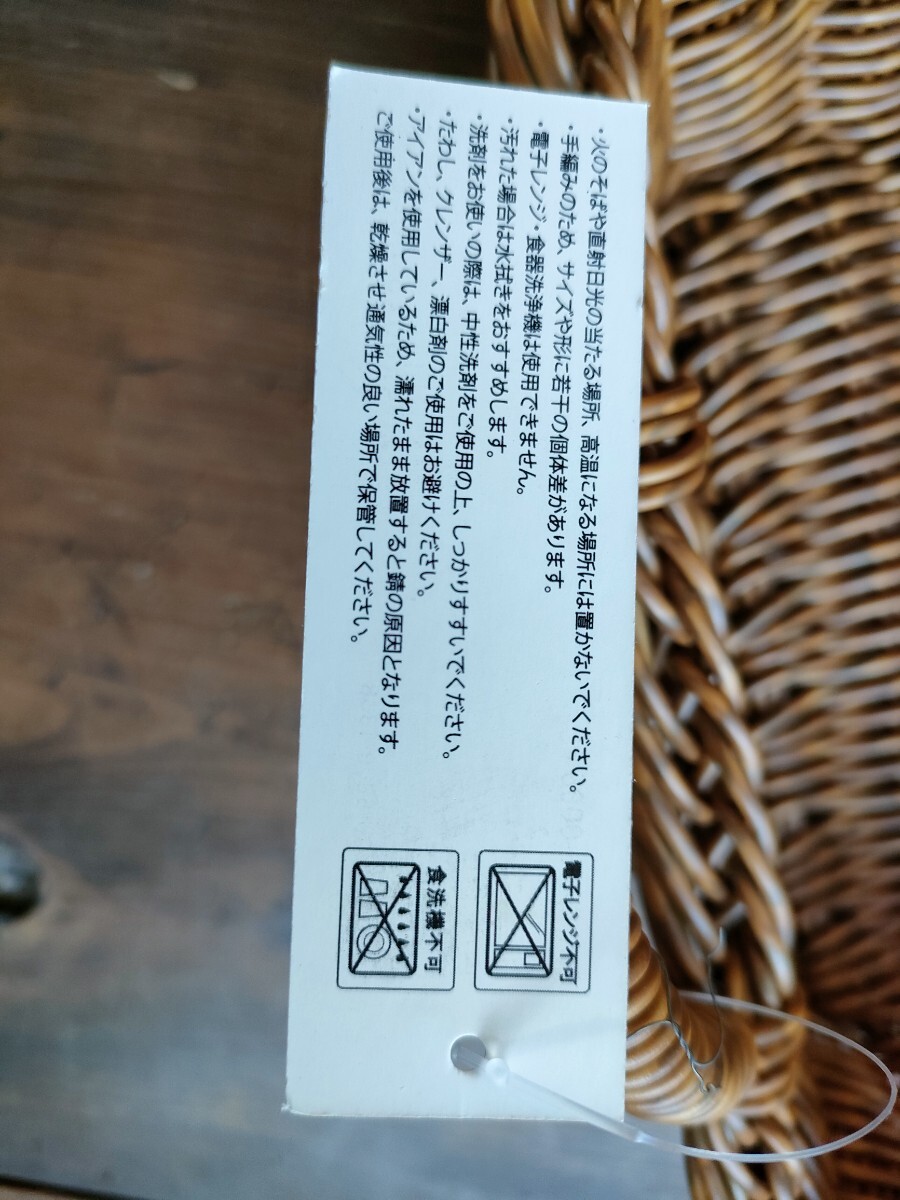 ・火のそばや直射日光の当たる場所、高温になる場所には置かないでください。
・手編みのため、サイズや形に若干の個体差があります。
・電子レンジ・食器洗浄機は使用できません。
・汚れた場合は水拭きをおすすめします。
・洗剤をお使いの際は、中性洗剤をご使用の上、しっかりすすいでください。
・たわし、クレンザー、漂白剤のご使用はお避けください。
・アイアンを使用しているため、濡れたまま放置すると錆の原因となります。
ご使用後は、乾燥させ通気性の良い場所で保管してください。
電子レンジ不可
食洗機不可